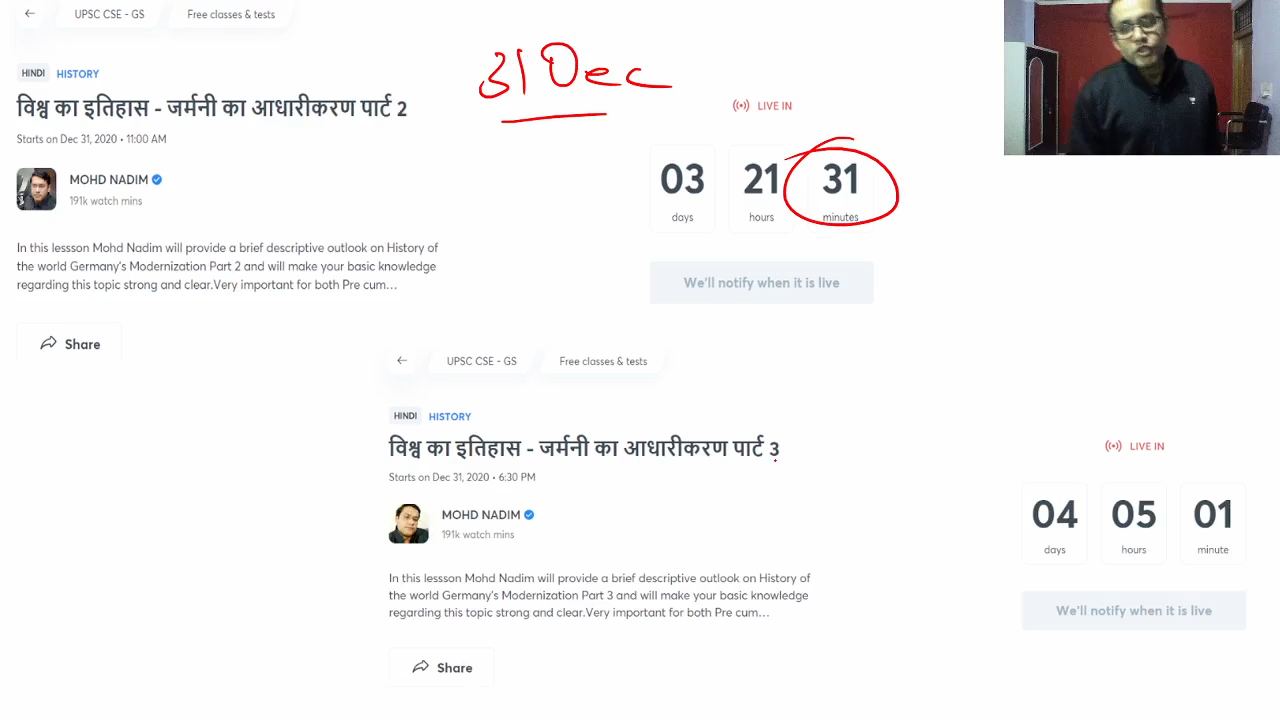 ← UPSC CSE - GS Free classes & tests
31 Dec
HINDI HISTORY
विश्व का इतिहास - जर्मनी का आधारीकरण पार्ट 2
Starts on Dec 31, 2020 • 11:00 AM
MOHD NADIM
191k watch mins
In this lessson Mohd Nadim will provide a brief descriptive outlook on History of
the world Germany's Modernization Part 2 and will make your basic knowledge
regarding this topic strong and clear.Very important for both Pre cum...
Share
LIVE IN
03 21 31
days hours minutes
We'll notify when it is live
← UPSC CSE - GS Free classes & tests
HINDI HISTORY
विश्व का इतिहास - जर्मनी का आधारीकरण पार्ट 3
Starts on Dec 31, 2020 • 6:30 PM
MOHD NADIM
191k watch mins
In this lessson Mohd Nadim will provide a brief descriptive outlook on History of
the world Germany's Modernization Part 3 and will make your basic knowledge
regarding this topic strong and clear.Very important for both Pre cum...
Share
LIVE IN
04 05 01
days hours minute
We'll notify when it is live